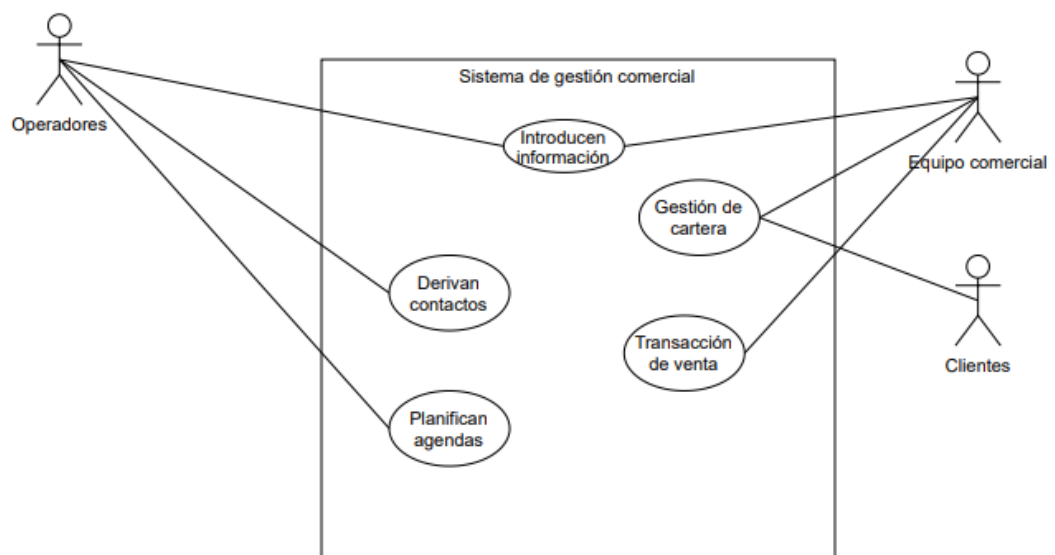 Sistema de gestión comercial
Operadores
Introducen
información
Equipo comercial
Gestión de
cartera
Derivan
contactos
Transacción
de venta
Clientes
Planifican
agendas